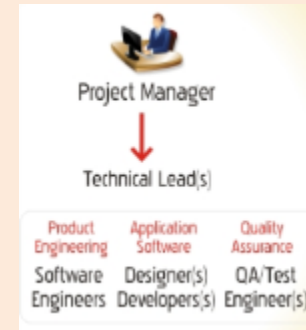 Project Manager
Technical Lead(s)
Product Application Quality
Engineering Software Assurance
Software Designer(s) QA/Test
Engineers Developers(s) Engineer(s)